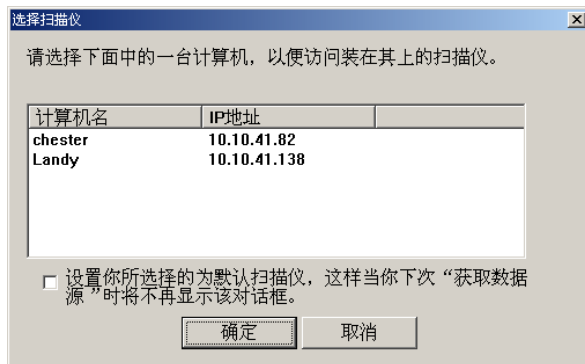 选择扫描仪
请选择下面中的一台计算机，以便访问装在其上的扫描仪。
计算机名 IP地址
chester 10.10.41.82
Landy 10.10.41.138
设置你所选择的为默认扫描仪，这样当你下次“获取数据
源”时将不再显示该对话框。
确定 取消